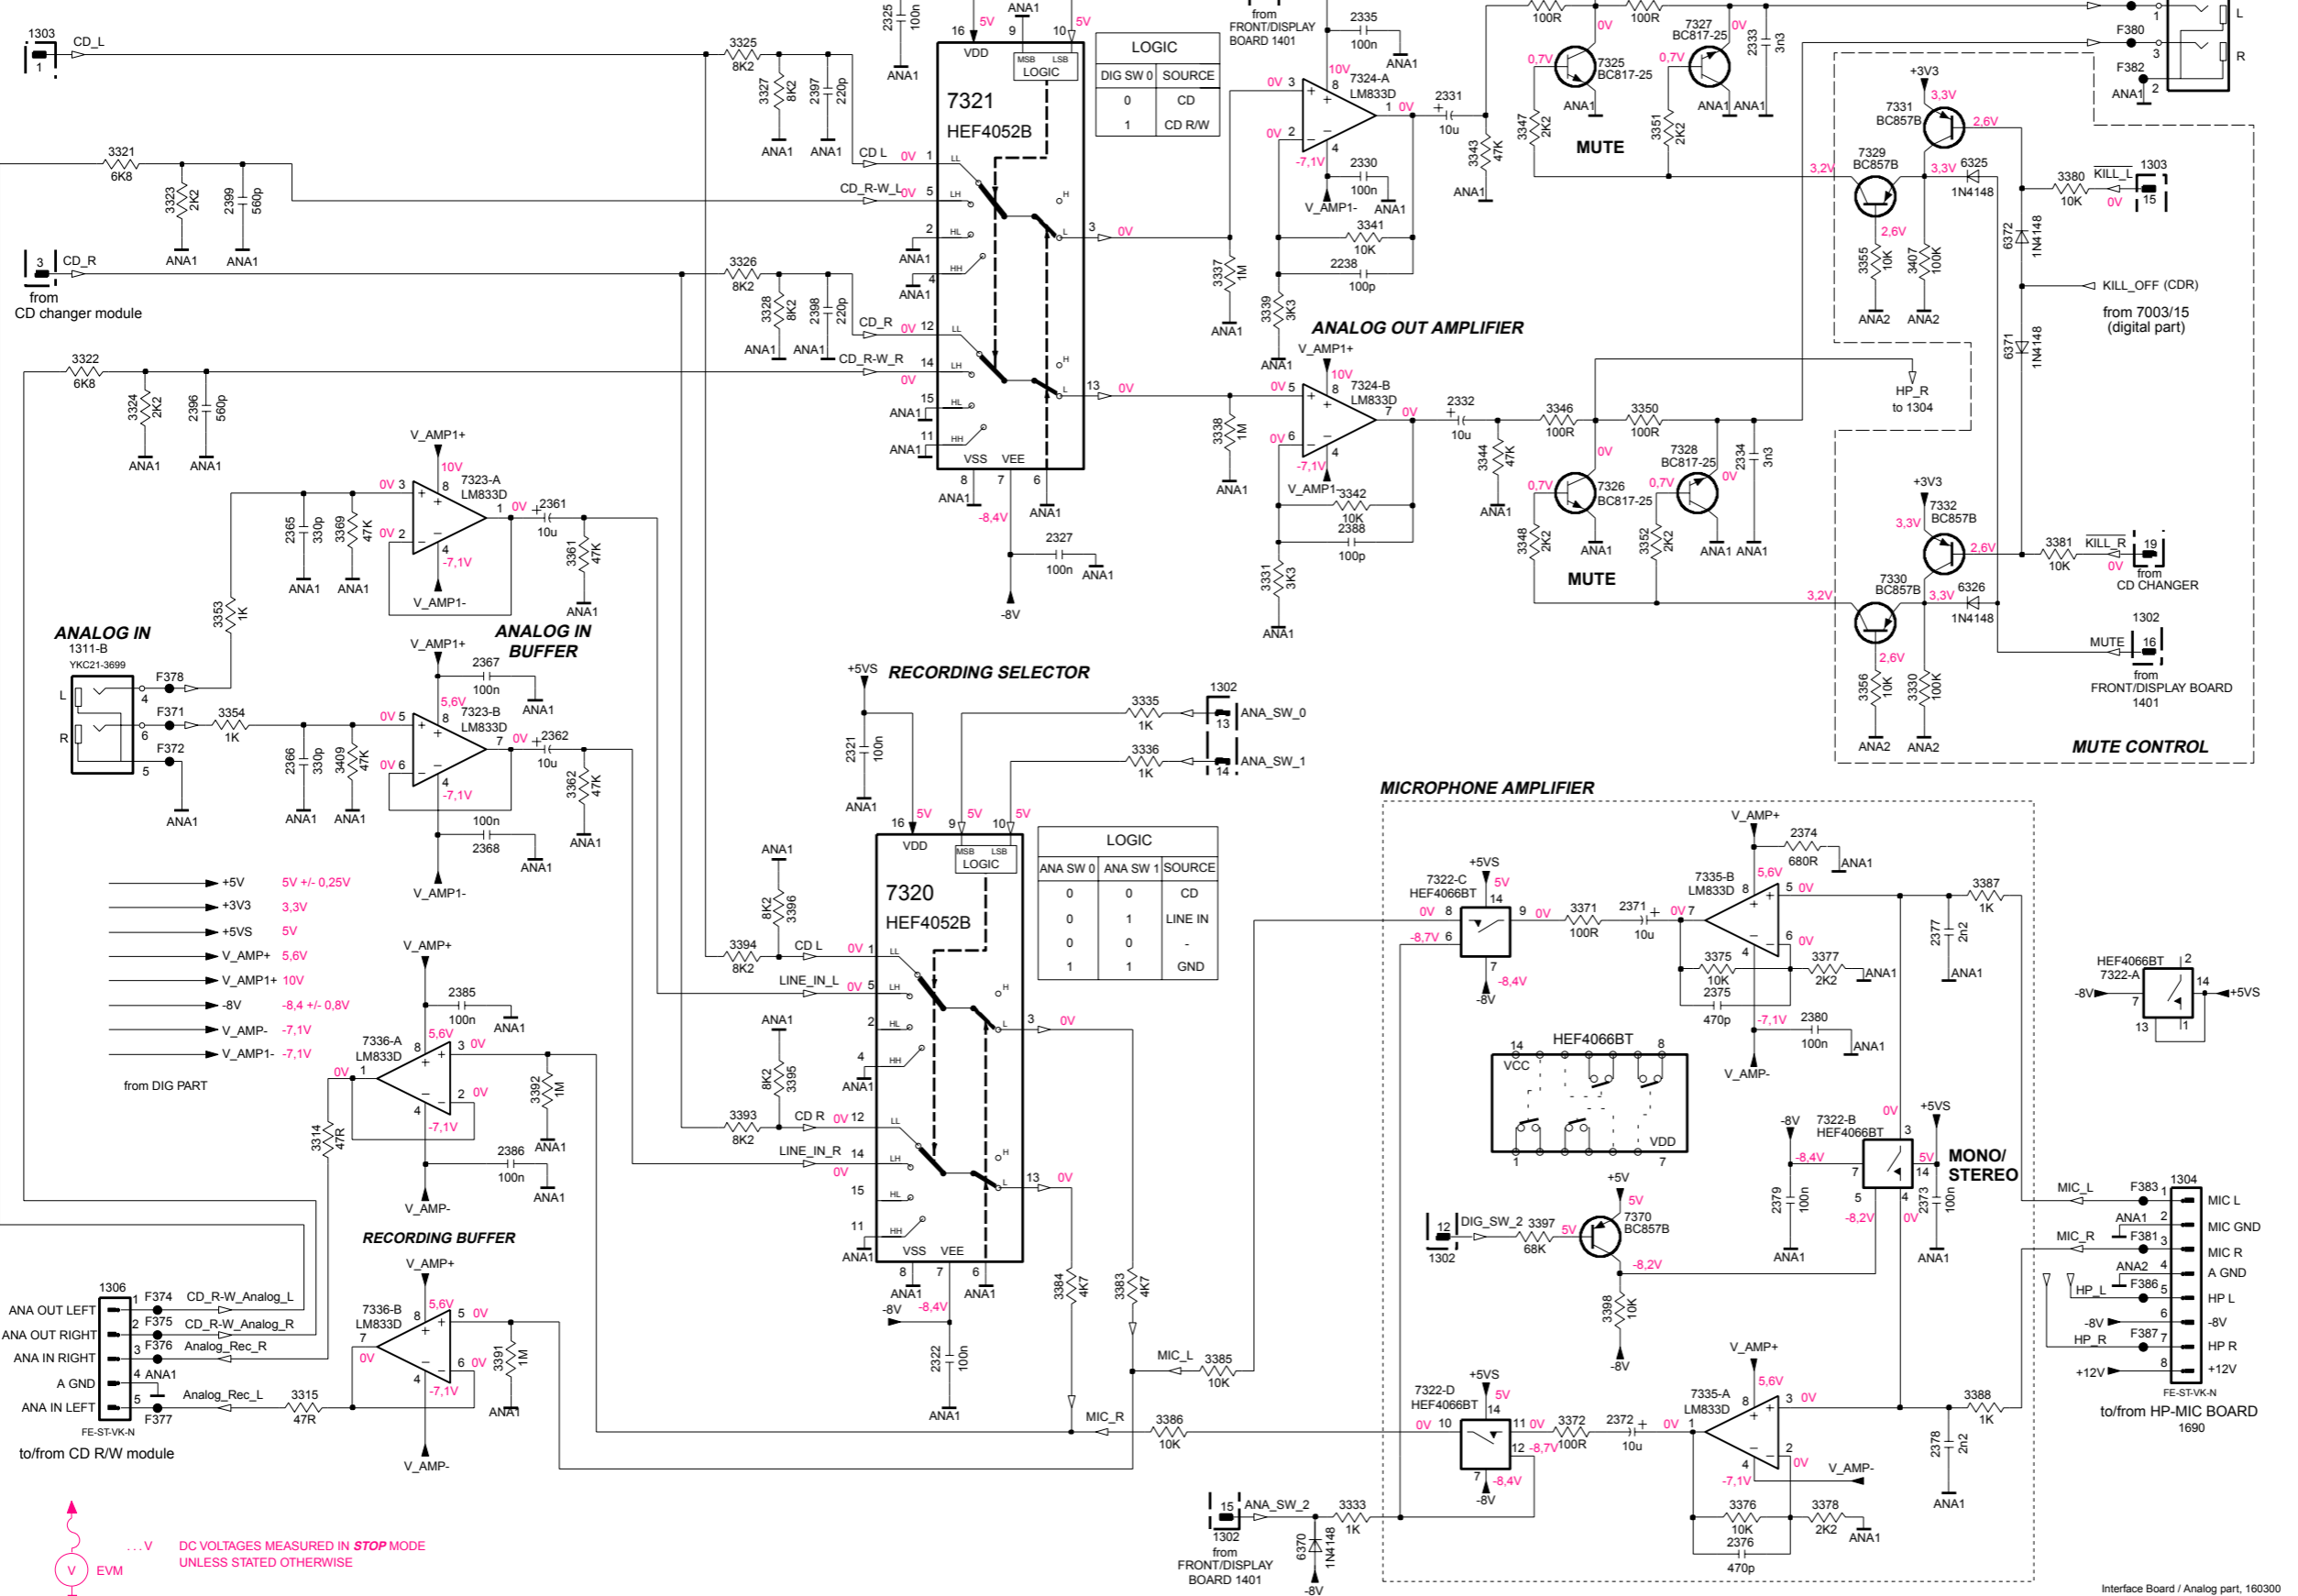 1303
1
CD_L
3325
8K2
3327
8K2
2397
220p
ANA1
ANA1
2325
100n
ANA1
ANA1
5V
5V
16
9
10
VDD
MSB
LSB
LOGIC
7321
HEF4052B
LOGIC
DIG SW 0
SOURCE
0
CD
1
CD R/W
from
FRONT/DISPLAY
BOARD 1401
2335
100n
ANA1
10V
7324-A
LM833D
0V 3
8
1 0V
0V 2
4
-7,1V
2330
100n
V_AMP1-
ANA1
3341
10K
2238
100p
2331
10u
3343
47K
ANA1
100R
100R
0V
7325
BC817-25
0,7V
ANA1
3347
2K2
MUTE
7327
BC817-25
0V
0,7V
3351
2K2
ANA1
ANA1
2333
3n3
1
L
F380
3
R
F382
ANA1
2
+3V3
3,3V
7331
BC857B
2,6V
7329
BC857B
3,2V
3,3V
6325
1N4148
2,6V
3355
10K
3407
100K
ANA2
ANA2
3380
10K
KILL_L
0V
1303
15
6372
1N4148
KILL_OFF (CDR)
from 7003/15
(digital part)
6371
1N4148
3321
6K8
3323
2K2
2399
560p
ANA1
ANA1
CD L
0V
1
LL
CD_R-W_L
0V
5
LH
2
HL
ANA1
4
HH
ANA1
H
L
3
0V
3
CD_R
from
CD changer module
3326
8K2
3328
8K2
2398
220p
ANA1
ANA1
CD_R
0V
12
LL
CD_R-W_R
14
LH
0V
15
HL
ANA1
11
HH
ANA1
H
L
13
0V
VSS
VEE
8
7
6
ANA1
-8,4V
ANA1
2327
100n
ANA1
-8V
3337
1M
ANA1
3339
3K3
ANA1
ANALOG OUT AMPLIFIER
V_AMP1+
10V
7324-B
LM833D
0V 5
8
7
0V
0V 6
4
-7,1V
V_AMP1-
3338
1M
ANA1
3342
10K
2388
100p
3331
3K3
ANA1
2332
10u
3344
47K
ANA1
3346
100R
3350
100R
0V
7326
BC817-25
0,7V
3348
2K2
ANA1
MUTE
7328
BC817-25
0V
0,7V
3352
2K2
ANA1
ANA1
2334
3n3
HP_R
to 1304
+3V3
7332
BC857B
3,3V
2,6V
3381
10K
KILL_R
0V
19
from
CD CHANGER
7330
BC857B
3,2V
3,3V
6326
1N4148
1302
MUTE
16
from
FRONT/DISPLAY BOARD
1401
2,6V
3356
10K
3330
100K
ANA2
ANA2
MUTE CONTROL
3322
6K8
3324
2K2
2396
560p
ANA1
ANA1
V_AMP1+
10V
7323-A
LM833D
0V 3
8
1
0V
0V 2
4
-7,1V
V_AMP1-
2365
330p
3369
47K
ANA1
ANA1
3353
1K
2361
10u
3361
47K
ANA1
ANALOG IN
1311-B
YKC21-3699
L
F378
4
F371
6
R
F372
5
ANA1
3354
1K
ANALOG IN
BUFFER
V_AMP1+
2367
100n
5,6V
ANA1
7323-B
LM833D
0V 5
8
7
0V
0V 6
4
-7,1V
2366
330p
3409
47K
ANA1
ANA1
2362
10u
3362
47K
ANA1
100n
2368
ANA1
V_AMP1-
+5V
5V +/- 0,25V
+3V3
3,3V
+5VS
5V
V_AMP+
5,6V
V_AMP1+
10V
-8V
-8,4 +/- 0,8V
V_AMP-
-7,1V
V_AMP1-
-7,1V
from DIG PART
RECORDING SELECTOR
+5VS
2321
100n
ANA1
3335
1K
3336
1K
1302
13
14
ANA_SW_0
ANA_SW_1
5V
5V
5V
16
9
10
VDD
MSB
LSB
LOGIC
7320
HEF4052B
LOGIC
ANA SW 0
ANA SW 1
SOURCE
0
0
CD
0
1
LINE IN
0
0
-
1
1
GND
ANA1
8K2
3396
3394
8K2
CD L
0V
1
LL
LINE_IN_L
0V
5
LH
2
HL
4
HH
ANA1
H
L
3
0V
ANA1
8K2
3395
3393
8K2
CD R
0V
12
LL
LINE_IN_R
14
LH
0V
15
HL
11
HH
ANA1
H
L
13
0V
VSS
VEE
8
7
6
ANA1
-8,4V
ANA1
-8V
2322
100n
ANA1
3384
4K7
3383
4K7
V_AMP+
2385
100n
ANA1
5,6V
7336-A
LM833D
8
3
0V
0V
1
2
0V
4
-7,1V
3392
1M
ANA1
3314
47R
2386
100n
ANA1
V_AMP-
RECORDING BUFFER
V_AMP+
5,6V
7336-B
LM833D
8
5
0V
7
0V
6
0V
4
-7,1V
3391
1M
ANA1
V_AMP-
1306
ANA OUT LEFT
1
F374
CD_R-W_Analog_L
ANA OUT RIGHT
2
F375
CD_R-W_Analog_R
ANA IN RIGHT
3
F376
Analog_Rec_R
A GND
4
ANA1
ANA IN LEFT
5
F377
Analog_Rec_L
3315
47R
FE-ST-VK-N
to/from CD R/W module
MIC_L
3385
10K
MIC_R
3386
10K
MICROPHONE AMPLIFIER
+5VS
7322-C
HEF4066BT
5V
14
0V
8
9
0V
-8,7V
6
7
-8,4V
-8V
3371
100R
2371
10u
V_AMP+
2374
680R
ANA1
5,6V
7335-B
LM833D
8
5
0V
0V
7
6
0V
4
3375
10K
3377
2K2
ANA1
2375
470p
-7,1V
2380
100n
ANA1
V_AMP-
3387
1K
2377
2n2
ANA1
HEF4066BT
7322-A
2
14
-8V
7
+5VS
13
1
HEF4066BT
14
8
VCC
VDD
1
7
0V
+5VS
-8V
7322-B
HEF4066BT
3
-8,4V
7
5V
14
5
4
-8,2V
0V
MONO/
STEREO
2379
100n
ANA1
2373
100n
ANA1
+5V
5V
12
DIG_SW_2
1302
3397
68K
5V
7370
BC857B
-8,2V
3398
10K
-8V
1304
MIC_L
F383
1
MIC L
ANA1
2
MIC GND
MIC_R
F381
3
MIC R
ANA2
4
A GND
F386
HP_L
5
HP L
-8V
6
-8V
HP_R
F387
7
HP R
+12V
8
+12V
FE-ST-VK-N
to/from HP-MIC BOARD
1690
+5VS
7322-D
HEF4066BT
5V
14
0V
10
11
0V
12
-8,7V
7
-8,4V
-8V
3372
100R
2372
10u
V_AMP+
5,6V
7335-A
LM833D
8
3
0V
0V
1
2
0V
4
-7,1V
V_AMP-
3376
10K
3378
2K2
ANA1
2376
470p
3388
1K
2378
2n2
ANA1
15
ANA_SW_2
1302
from
FRONT/DISPLAY
BOARD 1401
6370
1N4148
-8V
3333
1K
V
EVM
...V
DC VOLTAGES MEASURED IN STOP MODE
UNLESS STATED OTHERWISE
Interface Board / Analog part, 160300